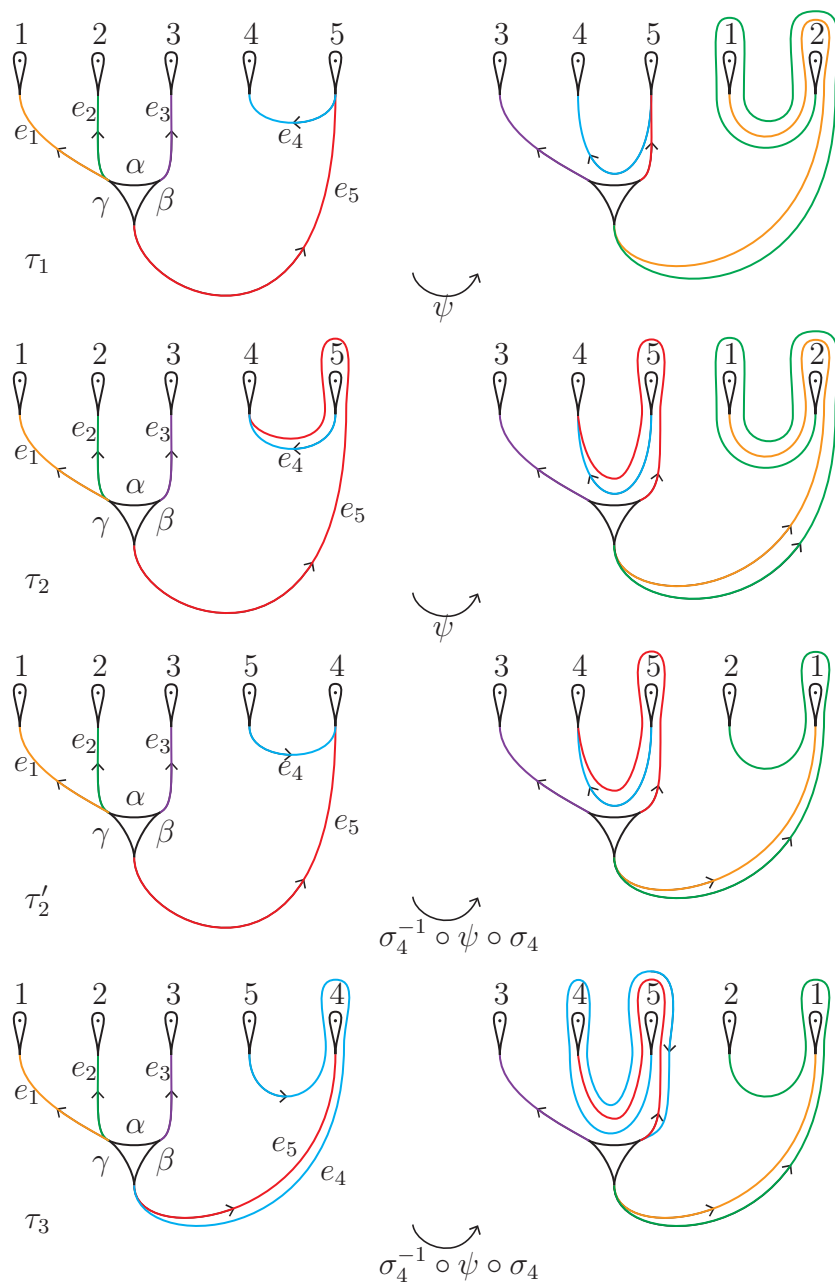 1 2 3 4 5 3 4 5 1 2
e₁ e₂ e₃ e₄
α
γ β e₅
τ₁
ψ
1 2 3 4 5 3 4 5 1 2
e₁ e₂ e₃ e₄
α
γ β e₅
τ₂
ψ
1 2 3 5 4 3 4 5 2 1
e₁ e₂ e₃ e₄
α
γ β e₅
τ₂′
σ₄⁻¹ ∘ ψ ∘ σ₄
1 2 3 5 4 3 4 5 2 1
e₁ e₂ e₃
α
γ β e₅ e₄
τ₃
σ₄⁻¹ ∘ ψ ∘ σ₄